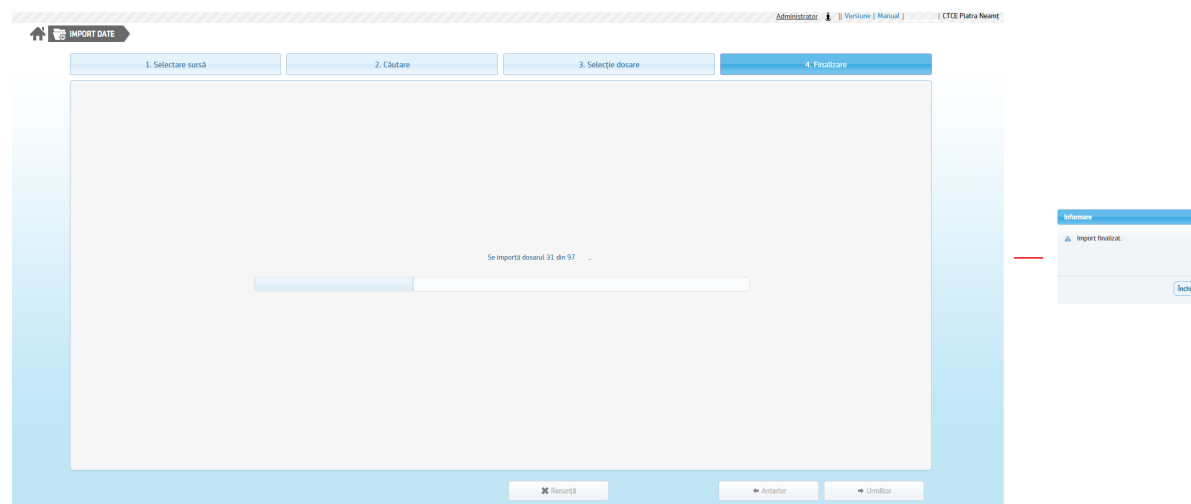 Administrator || Versiune | Manual | | CTCE Piatra Neamț
IMPORT DATE
1. Selectare sursă 2. Căutare 3. Selecție dosare 4. Finalizare
Se importă dosarul 31 din 97 .
Informare
Import finalizat.
Închi
Renunță Anterior Următor